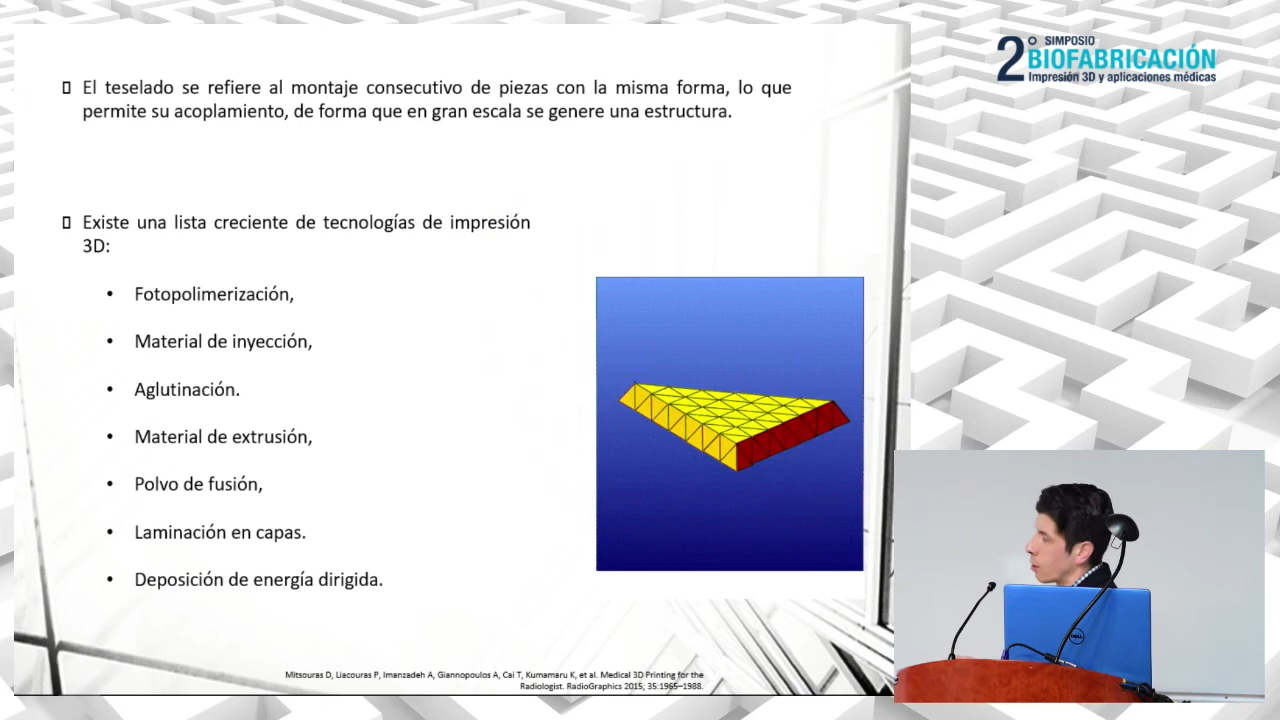 2° SIMPOSIO
BIOFABRICACIÓN
Impresión 3D y aplicaciones médicas
El teselado se refiere al montaje consecutivo de piezas con la misma forma, lo que
permite su acoplamiento, de forma que en gran escala se genere una estructura.
Existe una lista creciente de tecnologías de impresión
3D:
• Fotopolimerización,
• Material de inyección,
• Aglutinación.
• Material de extrusión,
• Polvo de fusión,
• Laminación en capas.
• Deposición de energía dirigida.
Mitsouras D, Liacouras P, Imanzadeh A, Giannopoulos A, Cai T, Kumamaru K, et al. Medical 3D Printing for the
Radiologist. RadioGraphics 2015; 35:1965–1988.
DELL